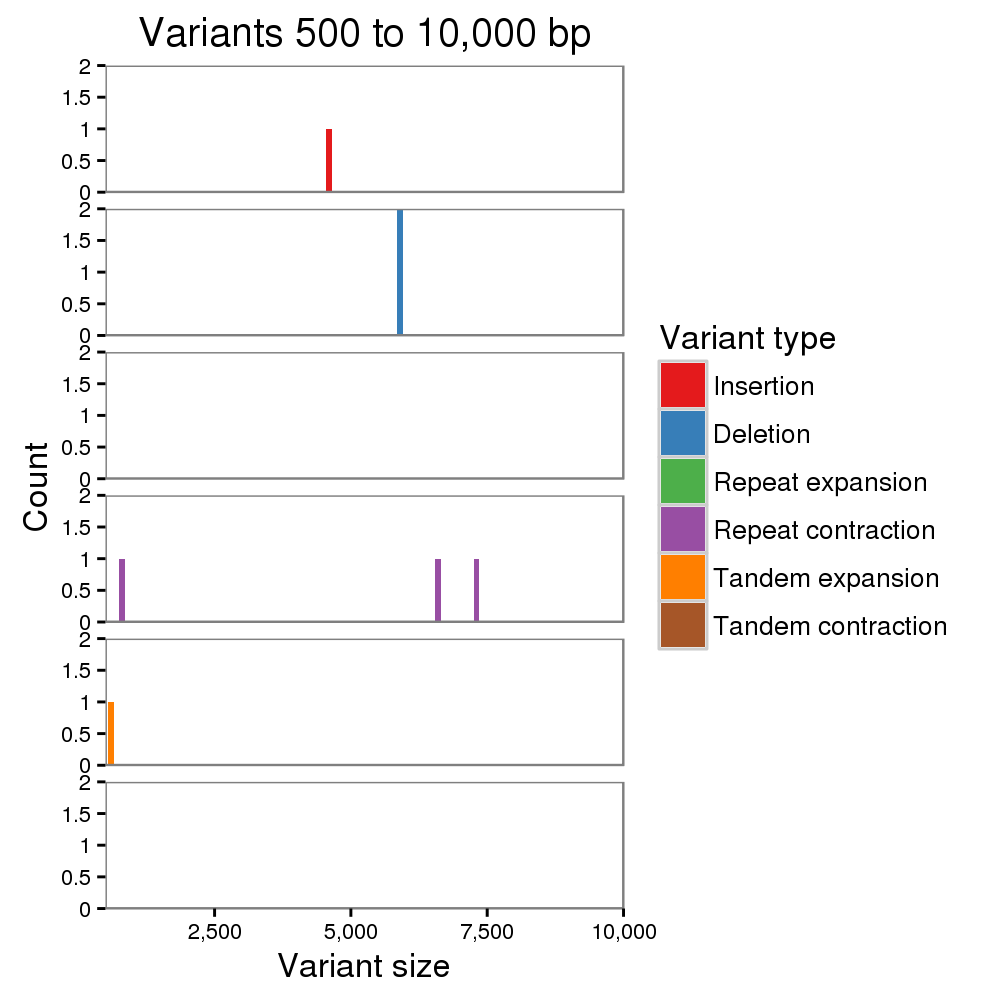 Variants 500 to 10,000 bp
2
1.5
1
0.5
0
2
1.5
1
0.5
0
2
1.5
1
0.5
0
2
1.5
1
0.5
0
2
1.5
1
0.5
0
2
1.5
1
0.5
0
Count
2,500 5,000 7,500 10,000
Variant size
Variant type
Insertion
Deletion
Repeat expansion
Repeat contraction
Tandem expansion
Tandem contraction